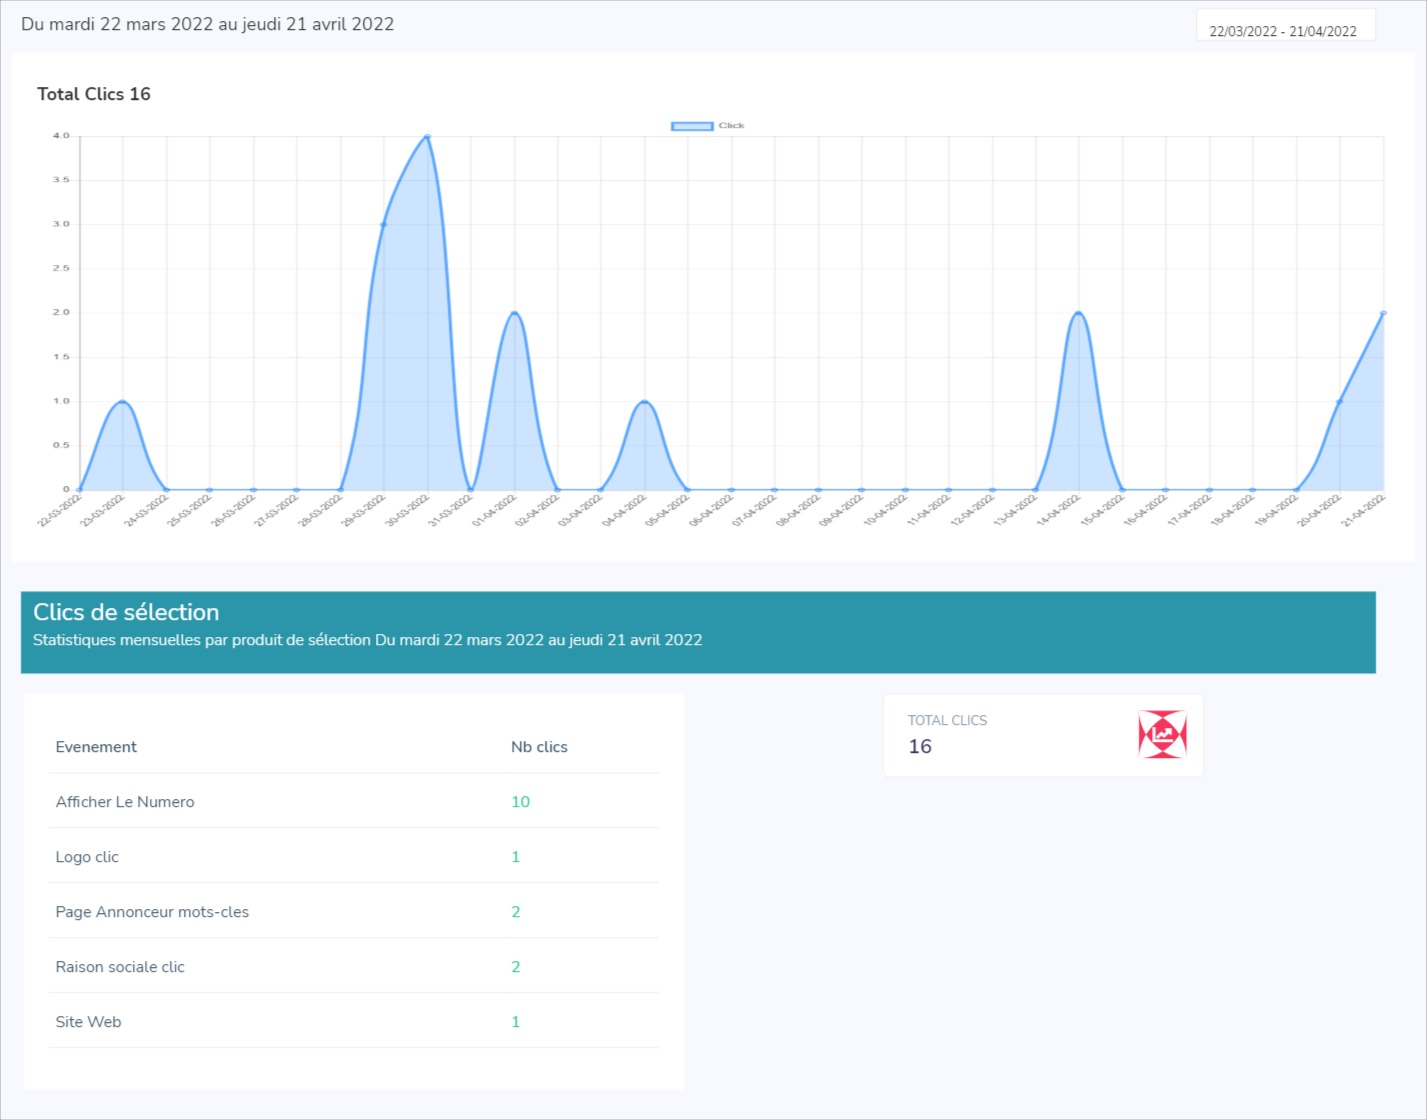 Du mardi 22 mars 2022 au jeudi 21 avril 2022
22/03/2022 - 21/04/2022
Total Clics 16
Click
4.0
3.5
3.0
2.5
2.0
1.5
1.0
0.5
0
22-03-2022 23-03-2022 24-03-2022 25-03-2022 26-03-2022 27-03-2022 28-03-2022 29-03-2022 30-03-2022 31-03-2022 01-04-2022 02-04-2022 03-04-2022 04-04-2022 05-04-2022 06-04-2022 07-04-2022 08-04-2022 09-04-2022 10-04-2022 11-04-2022 12-04-2022 13-04-2022 14-04-2022 15-04-2022 16-04-2022 17-04-2022 18-04-2022 19-04-2022 20-04-2022 21-04-2022
Clics de sélection
Statistiques mensuelles par produit de sélection Du mardi 22 mars 2022 au jeudi 21 avril 2022
Evenement Nb clics
Afficher Le Numero 10
Logo clic 1
Page Annonceur mots-cles 2
Raison sociale clic 2
Site Web 1
TOTAL CLICS
16